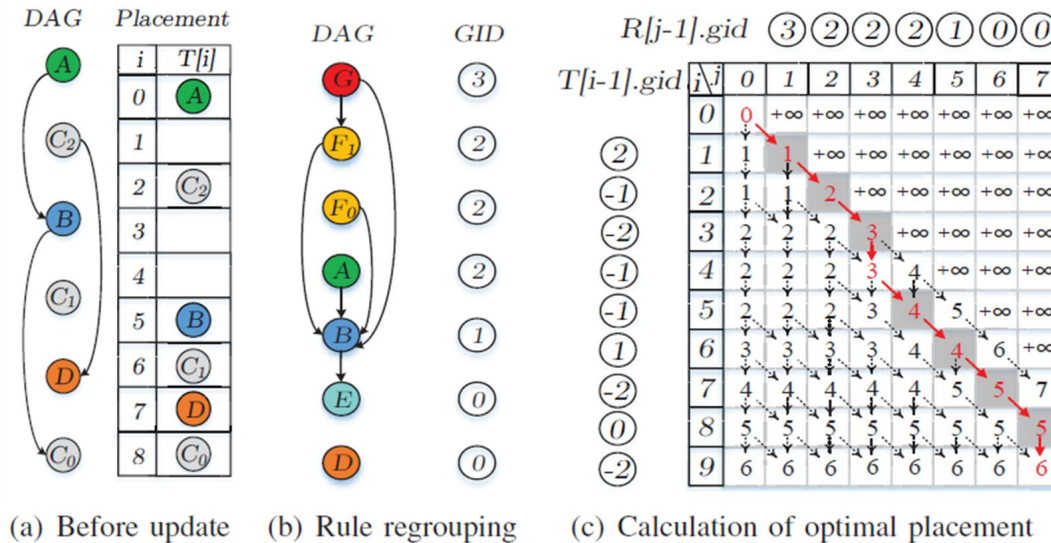 DAG Placement
i T[i]
A 0 A
C2 1
2 C2
B 3
C1 4
5 B
D 6 C1
7 D
C0 8 C0
(a) Before update
DAG GID
G 3
F1 2
F0 2
A 2
B 1
E 0
D 0
(b) Rule regrouping
R[j-1].gid 3 2 2 2 1 0 0
T[i-1].gid i\j 0 1 2 3 4 5 6 7
0 0 +∞ +∞ +∞ +∞ +∞ +∞ +∞
2 1 1 1 +∞ +∞ +∞ +∞ +∞ +∞
-1 2 1 1 2 +∞ +∞ +∞ +∞ +∞
-2 3 2 2 2 3 +∞ +∞ +∞ +∞
-1 4 2 2 2 3 4 +∞ +∞ +∞
-1 5 2 2 2 3 4 5 +∞ +∞
1 6 3 3 3 3 4 4 6 +∞
-2 7 4 4 4 4 4 5 5 7
0 8 5 5 5 5 5 5 5 5
-2 9 6 6 6 6 6 6 6 6
(c) Calculation of optimal placement